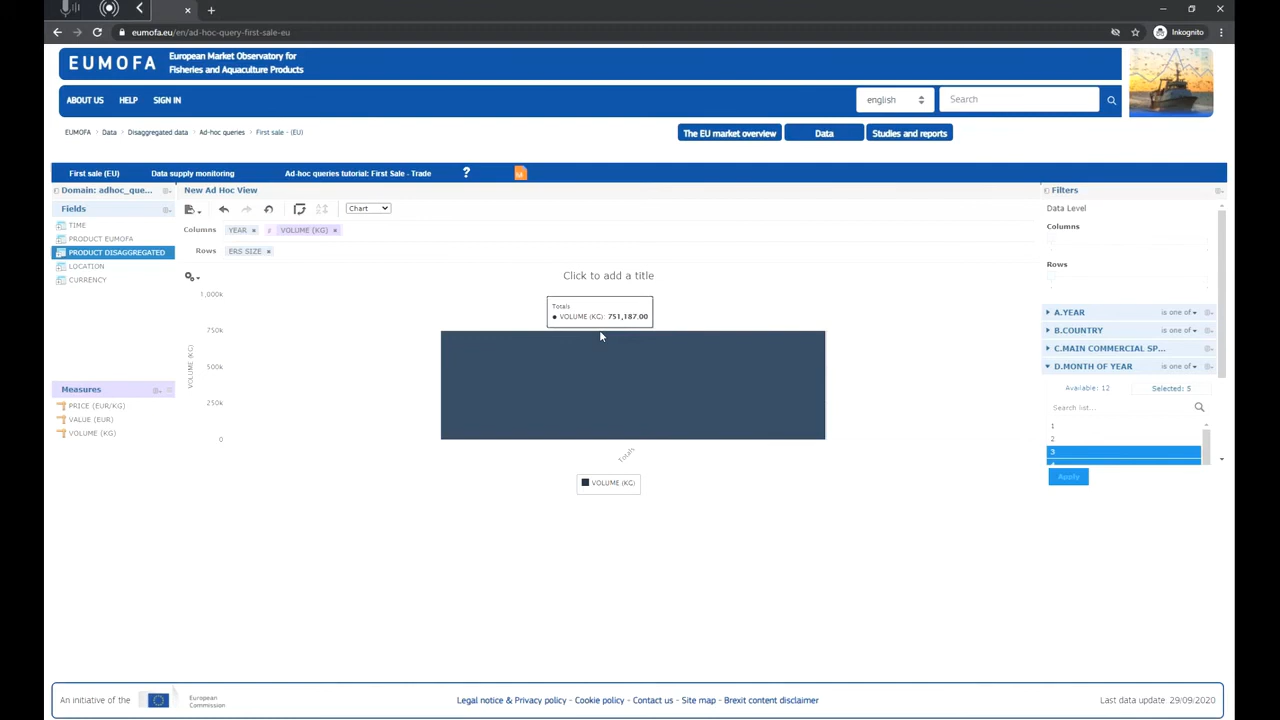 eumofa.eu/en/ad-hoc-query-first-sale-eu
Inkognito
EUMOFA
European Market Observatory for
Fisheries and Aquaculture Products
ABOUT US HELP SIGN IN
english
Search
EUMOFA Data Disaggregated data Ad-hoc queries First sale - (EU)
The EU market overview Data Studies and reports
First sale (EU) Data supply monitoring Ad-hoc queries tutorial: First Sale - Trade ?
Domain: adhoc_que...
New Ad Hoc View
Filters
Fields
TIME
PRODUCT EUMOFA
PRODUCT DISAGGREGATED
LOCATION
CURRENCY
Measures
PRICE (EUR/KG)
VALUE (EUR)
VOLUME (KG)
Chart
Columns YEAR VOLUME (KG)
Rows ERS SIZE
Click to add a title
1,000k
750k
500k
250k
0
VOLUME (KG)
Totals
VOLUME (KG): 751,187.00
Totals
VOLUME (KG)
Data Level
Columns
Rows
A.YEAR is one of
B.COUNTRY is one of
C.MAIN COMMERCIAL SP...
D.MONTH OF YEAR is one of
Available: 12 Selected: 5
Search list...
1
2
3
Apply
An initiative of the
European
Commission
Legal notice & Privacy policy - Cookie policy - Contact us - Site map - Brexit content disclaimer
Last data update 29/09/2020